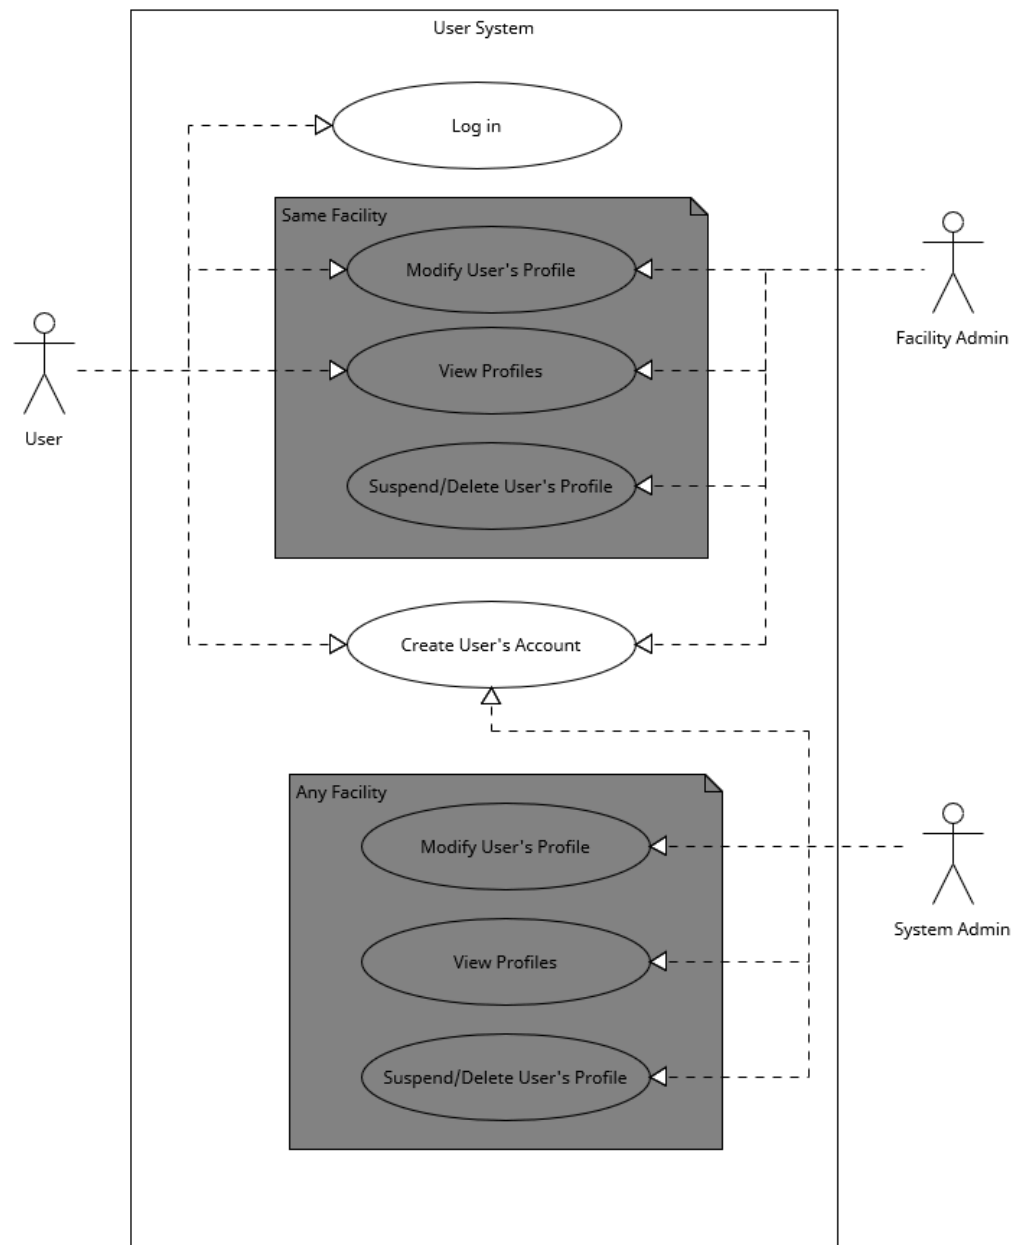 User System
Log in
Same Facility
Modify User's Profile
Facility Admin
View Profiles
User
Suspend/Delete User's Profile
Create User's Account
Any Facility
Modify User's Profile
System Admin
View Profiles
Suspend/Delete User's Profile